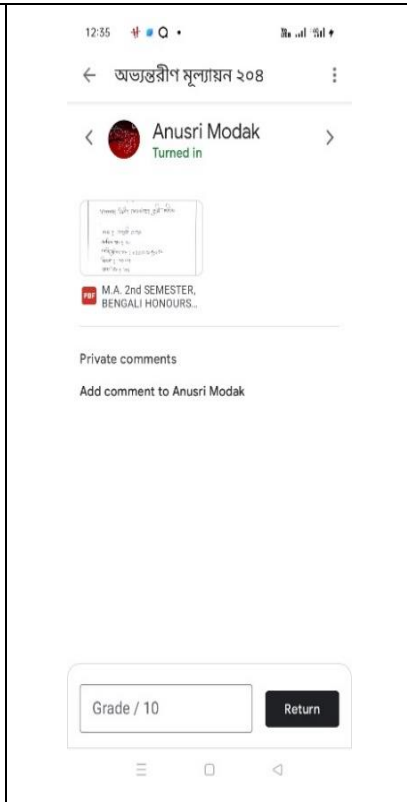 12:35
অভ্যন্তরীণ মূল্যায়ন ২০৪
Anusri Modak
Turned in
PDF
M.A. 2nd SEMESTER,
BENGALI HONOURS...
Private comments
Add comment to Anusri Modak
Grade / 10
Return